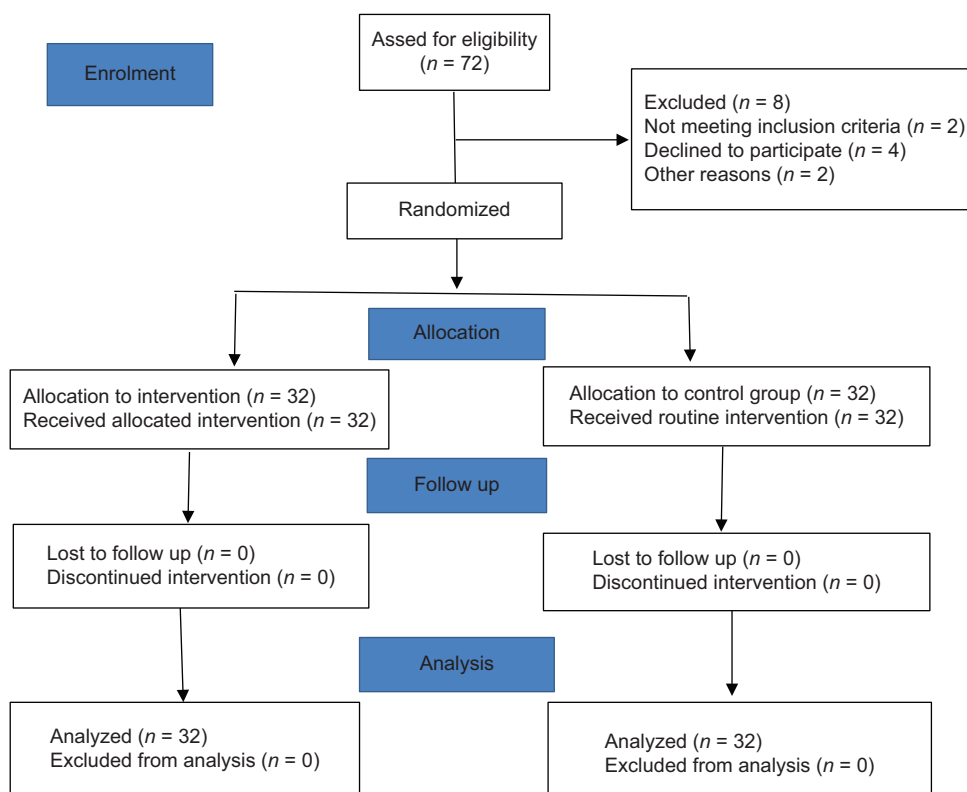 Enrolment
Assed for eligibility
(n = 72)
Excluded (n = 8)
Not meeting inclusion criteria (n = 2)
Declined to participate (n = 4)
Other reasons (n = 2)
Randomized
Allocation
Allocation to intervention (n = 32)
Received allocated intervention (n = 32)
Allocation to control group (n = 32)
Received routine intervention (n = 32)
Follow up
Lost to follow up (n = 0)
Discontinued intervention (n = 0)
Lost to follow up (n = 0)
Discontinued intervention (n = 0)
Analysis
Analyzed (n = 32)
Excluded from analysis (n = 0)
Analyzed (n = 32)
Excluded from analysis (n = 0)